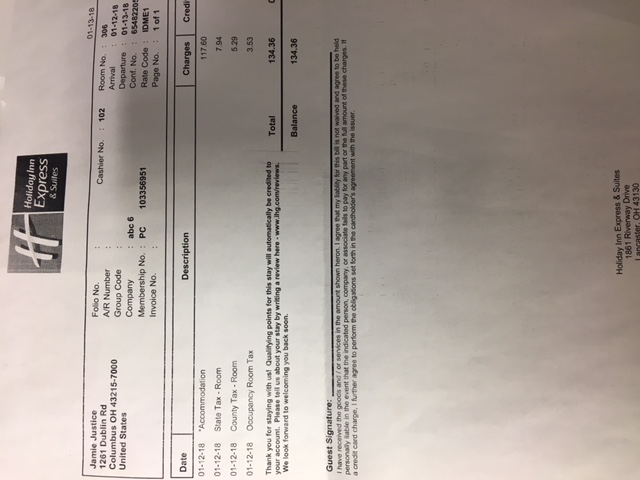 Holiday Inn
Express
& Suites
01-13-18
Jamie Justice
1261 Dublin Rd
Columbus OH 43215-7000
United States
Folio No. :
A/R Number :
Group Code :
Company : abc 6
Membership No. : PC 103356951
Invoice No. :
Cashier No. : 102
Room No. : 306
Arrival : 01-12-18
Departure : 01-13-18
Conf. No. :
Rate Code : IDME1
Page No. : 1 of 1
Date Description Charges
01-12-18 *Accommodation 117.60
01-12-18 State Tax - Room 7.94
01-12-18 County Tax - Room 5.29
01-12-18 Occupancy Room Tax 3.53
Thank you for staying with us! Qualifying points for this stay will automatically be credited to
your account. Please tell us about your stay by writing a review here - www.ihg.com/reviews.
We look forward to welcoming you back soon.
Total 134.36
Balance 134.36
Guest Signature:
I have received the goods and / or services in the amount shown heron. I agree that my liablity for this bill is not waived and agree to be held
personally liable in the event that the indicated person, company, or associate fails to pay for any part or the full amount of these charges. If
a credit card charge, I further agree to perform the obligations set forth in the cardholder's agreement with the issuer.
Holiday Inn Express & Suites
1861 Riverway Drive
Lancaster, OH 43130